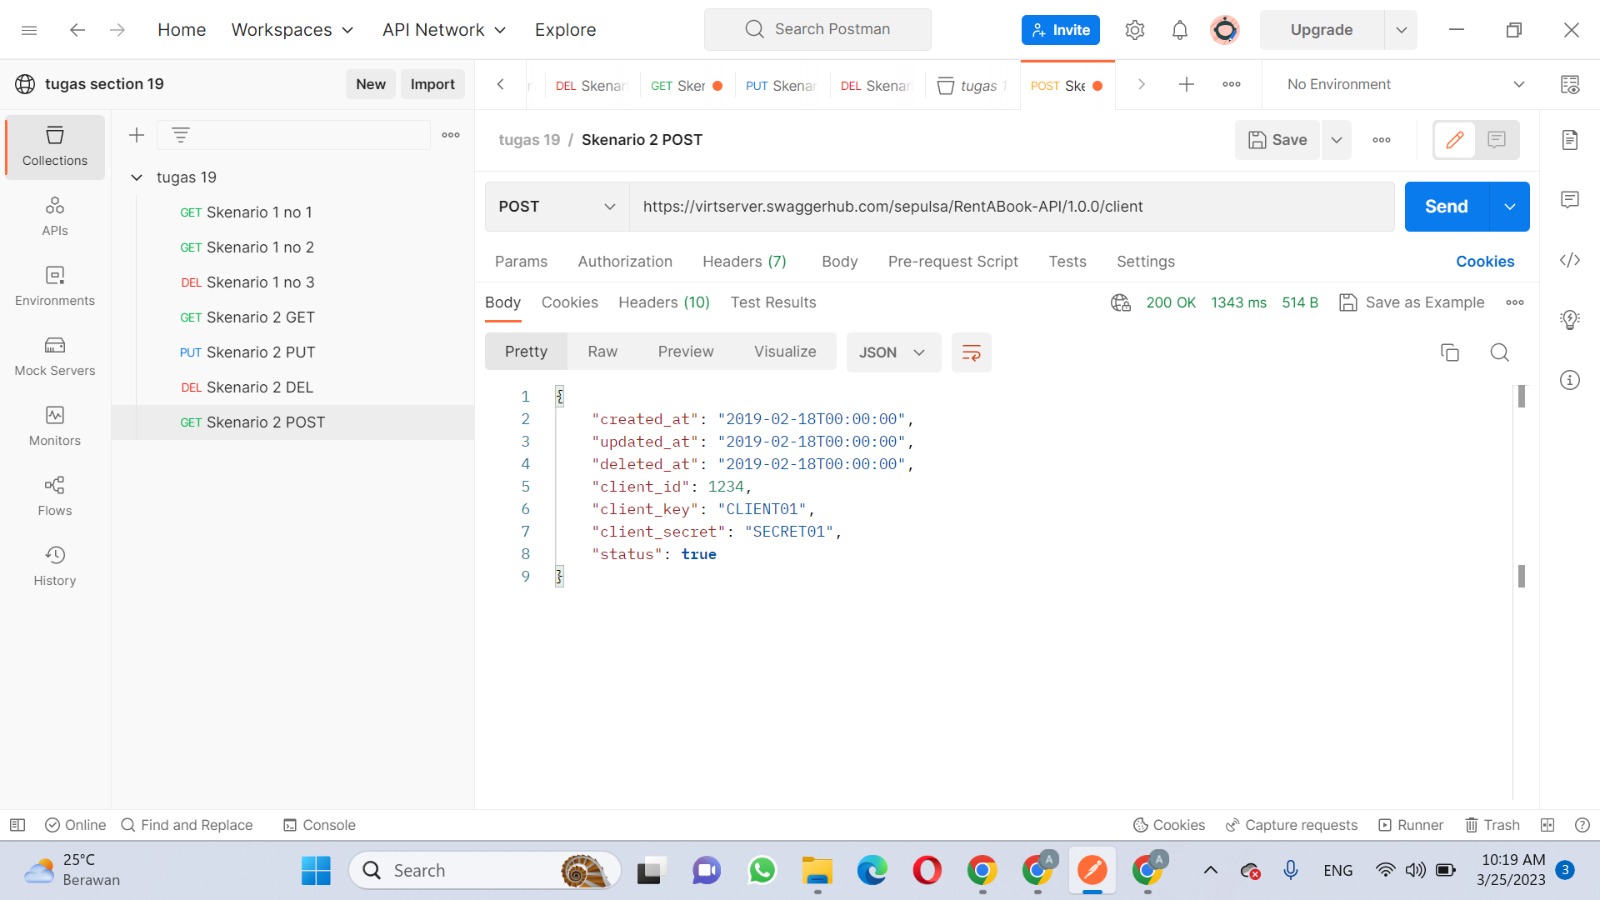 Home Workspaces API Network Explore Search Postman Invite Upgrade
tugas section 19 New Import DEL Skenar GET Sker PUT Skenar DEL Skenar tugas 1 POST Ske No Environment
Collections
APIs
Environments
Mock Servers
Monitors
Flows
History
tugas 19
GET Skenario 1 no 1
GET Skenario 1 no 2
DEL Skenario 1 no 3
GET Skenario 2 GET
PUT Skenario 2 PUT
DEL Skenario 2 DEL
GET Skenario 2 POST
tugas 19 / Skenario 2 POST Save
POST https://virtserver.swaggerhub.com/sepulsa/RentABook-API/1.0.0/client Send
Params Authorization Headers (7) Body Pre-request Script Tests Settings Cookies
Body Cookies Headers (10) Test Results 200 OK 1343 ms 514 B Save as Example
Pretty Raw Preview Visualize JSON
1 {
2 "created_at": "2019-02-18T00:00:00",
3 "updated_at": "2019-02-18T00:00:00",
4 "deleted_at": "2019-02-18T00:00:00",
5 "client_id": 1234,
6 "client_key": "CLIENT01",
7 "client_secret": "SECRET01",
8 "status": true
9 }
Online Find and Replace Console Cookies Capture requests Runner Trash
25°C
Berawan
Search
A
A
ENG
10:19 AM
3/25/2023
3